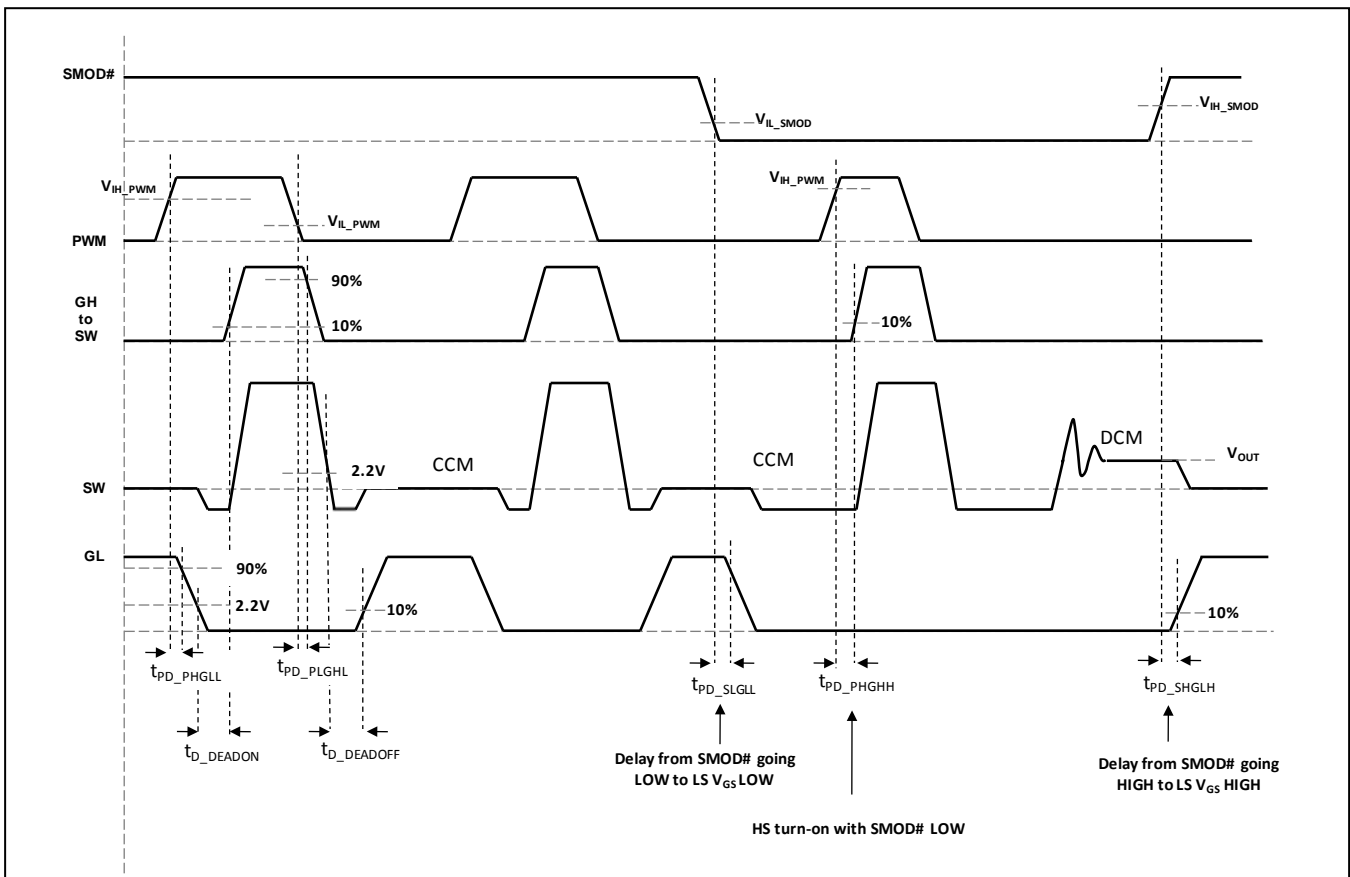 SMOD#
V_IL_SMOD
V_IH_SMOD
V_IH_PWM
V_IL_PWM
V_IH_PWM
PWM
GH
to
SW
90%
10%
10%
SW
2.2V
CCM
CCM
DCM
V_OUT
GL
90%
2.2V
10%
10%
t_PD_PHGLL
t_PD_PLGHL
t_PD_SLGLL
t_PD_PHGHH
t_PD_SHGLH
t_D_DEADON
t_D_DEADOFF
Delay from SMOD# going
LOW to LS V_GS LOW
Delay from SMOD# going
HIGH to LS V_GS HIGH
HS turn-on with SMOD# LOW